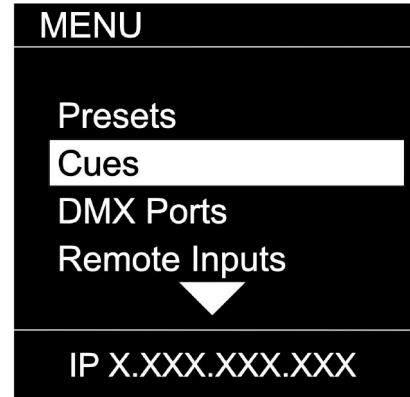 MENU
Presets
Cues
DMX Ports
Remote Inputs
IP X.XXX.XXX.XXX